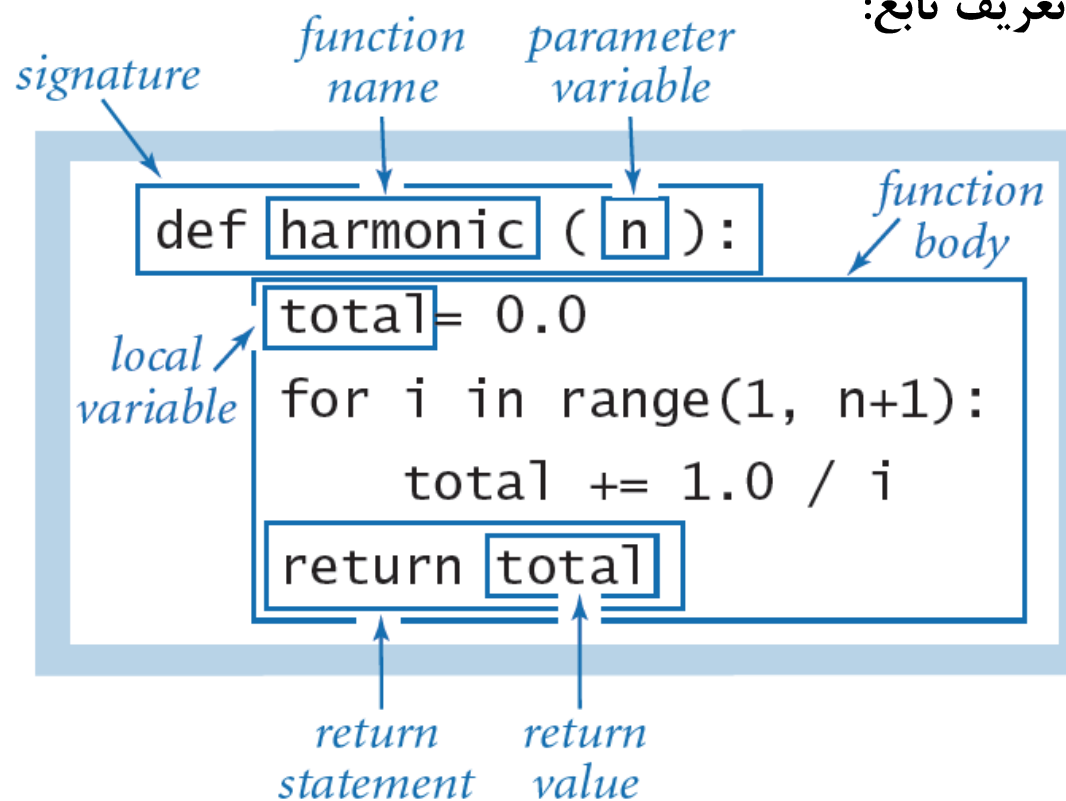 تعریف تابع:
function
name
parameter
variable
signature
def harmonic ( n ):
function
body
total= 0.0
local
variable
for i in range(1, n+1):
total += 1.0 / i
return total
return
statement
return
value